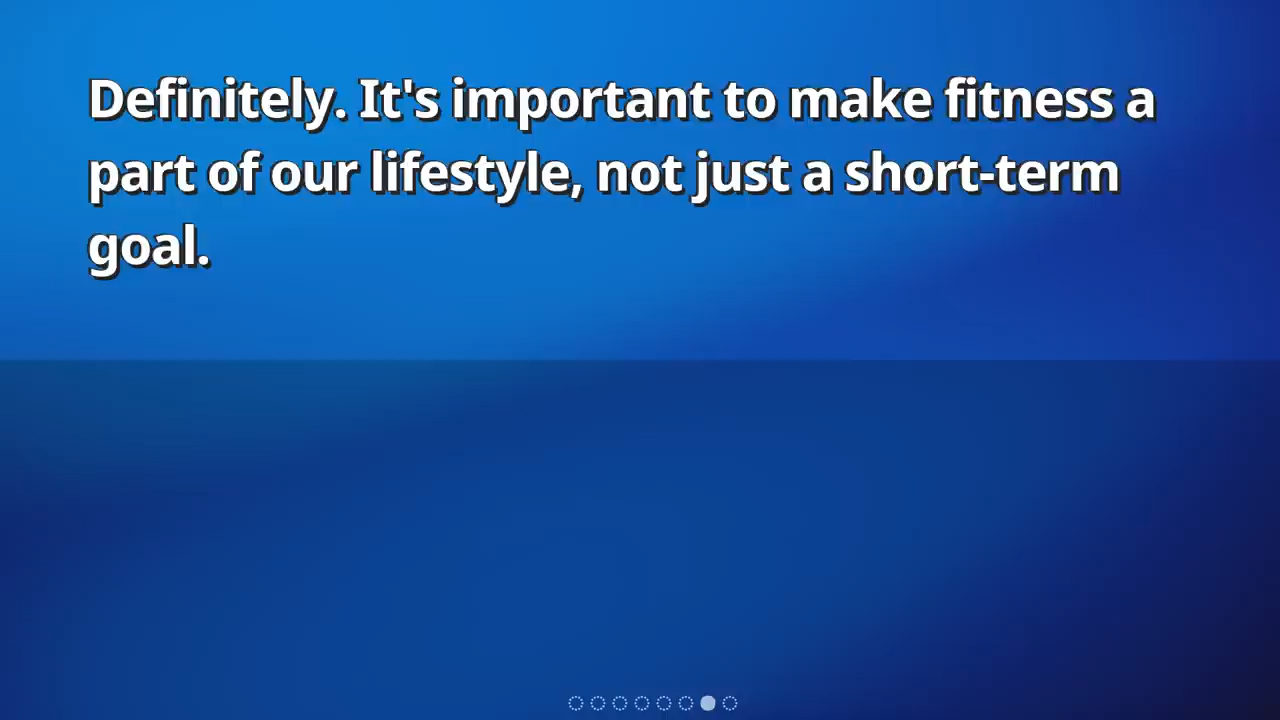 Definitely. It's important to make fitness a
part of our lifestyle, not just a short-term
goal.